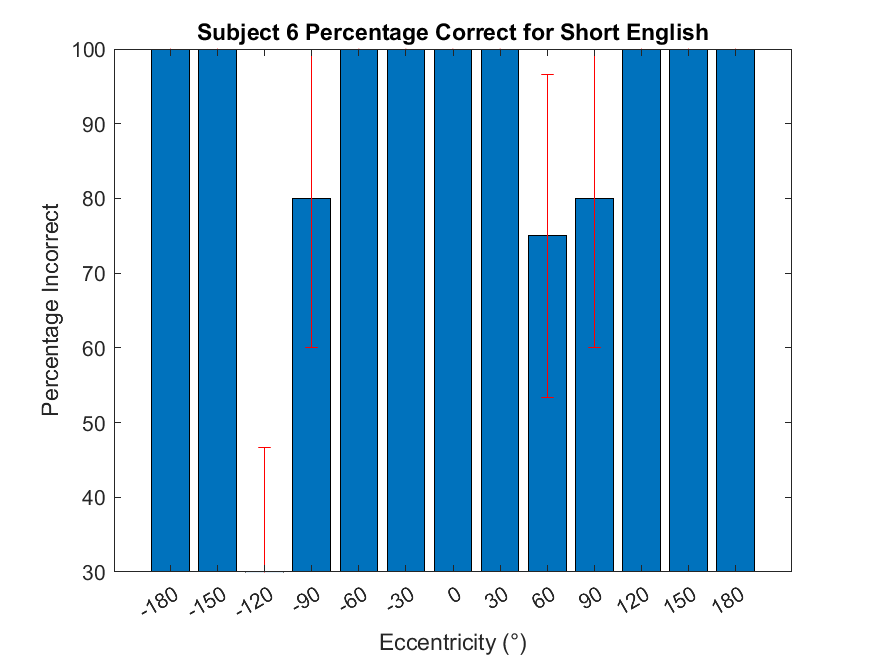 Subject 6 Percentage Correct for Short English
100
90
80
70
60
50
40
30
Percentage Incorrect
-180 -150 -120 -90 -60 -30 0 30 60 90 120 150 180
Eccentricity (°)